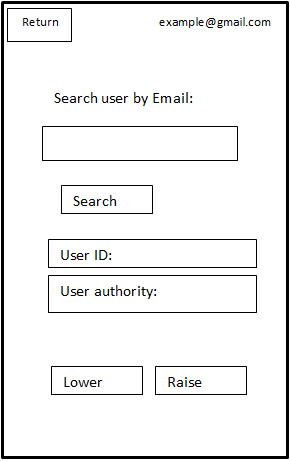 Return
example@gmail.com
Search user by Email:
Search
User ID:
User authority:
Lower
Raise